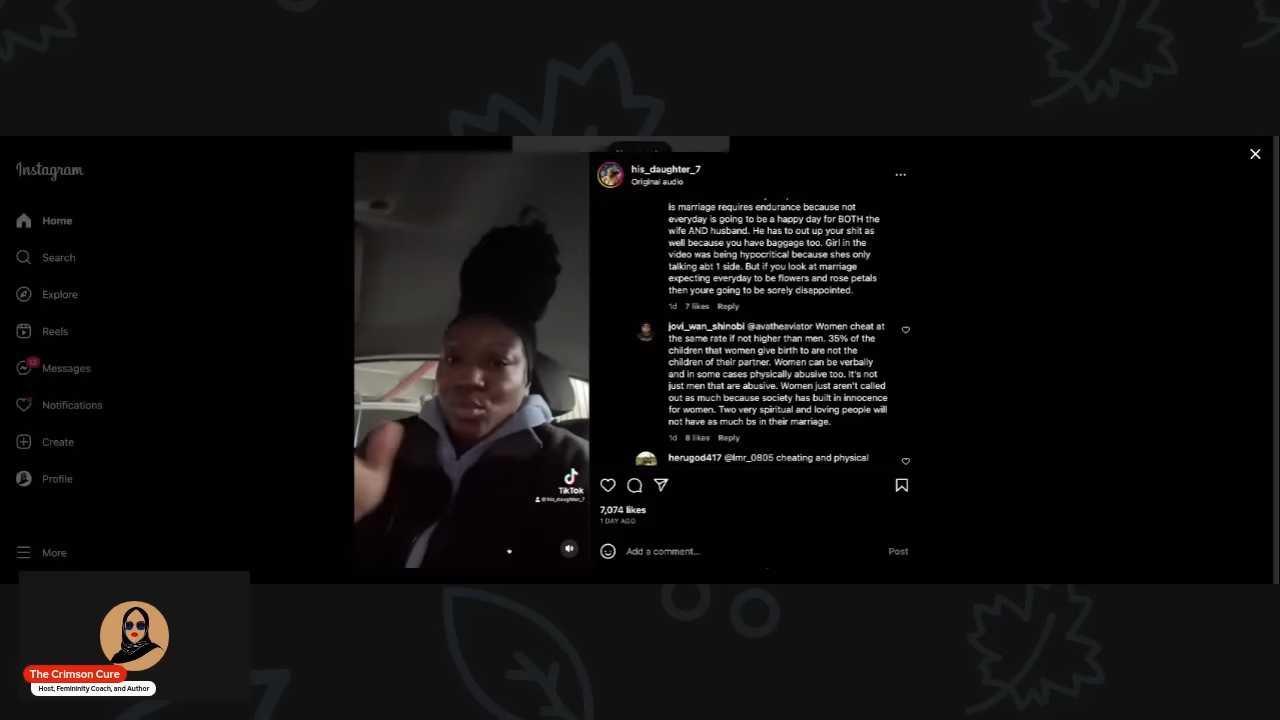 Instagram
Home
Search
Explore
Reels
13
Messages
Notifications
Create
Profile
More
TikTok
@his_daughter_7
his_daughter_7
Original audio
is marriage requires endurance because not
everyday is going to be a happy day for BOTH the
wife AND husband. He has to out up your shit as
well because you have baggage too. Girl in the
video was being hypocritical because shes only
talking abt 1 side. But if you look at marriage
expecting everyday to be flowers and rose petals
then youre going to be sorely disappointed.
1d 7 likes Reply
jovi_wan_shinobi @avatheaviator Women cheat at
the same rate if not higher than men. 35% of the
children that women give birth to are not the
children of their partner. Women can be verbally
and in some cases physically abusive too. It's not
just men that are abusive. Women just aren't called
out as much because society has built in innocence
for women. Two very spiritual and loving people will
not have as much bs in their marriage.
1d 8 likes Reply
herugod417 @lmr_0805 cheating and physical
7,074 likes
1 DAY AGO
Add a comment...
Post
The Crimson Cure
Host, Femininity Coach, and Author